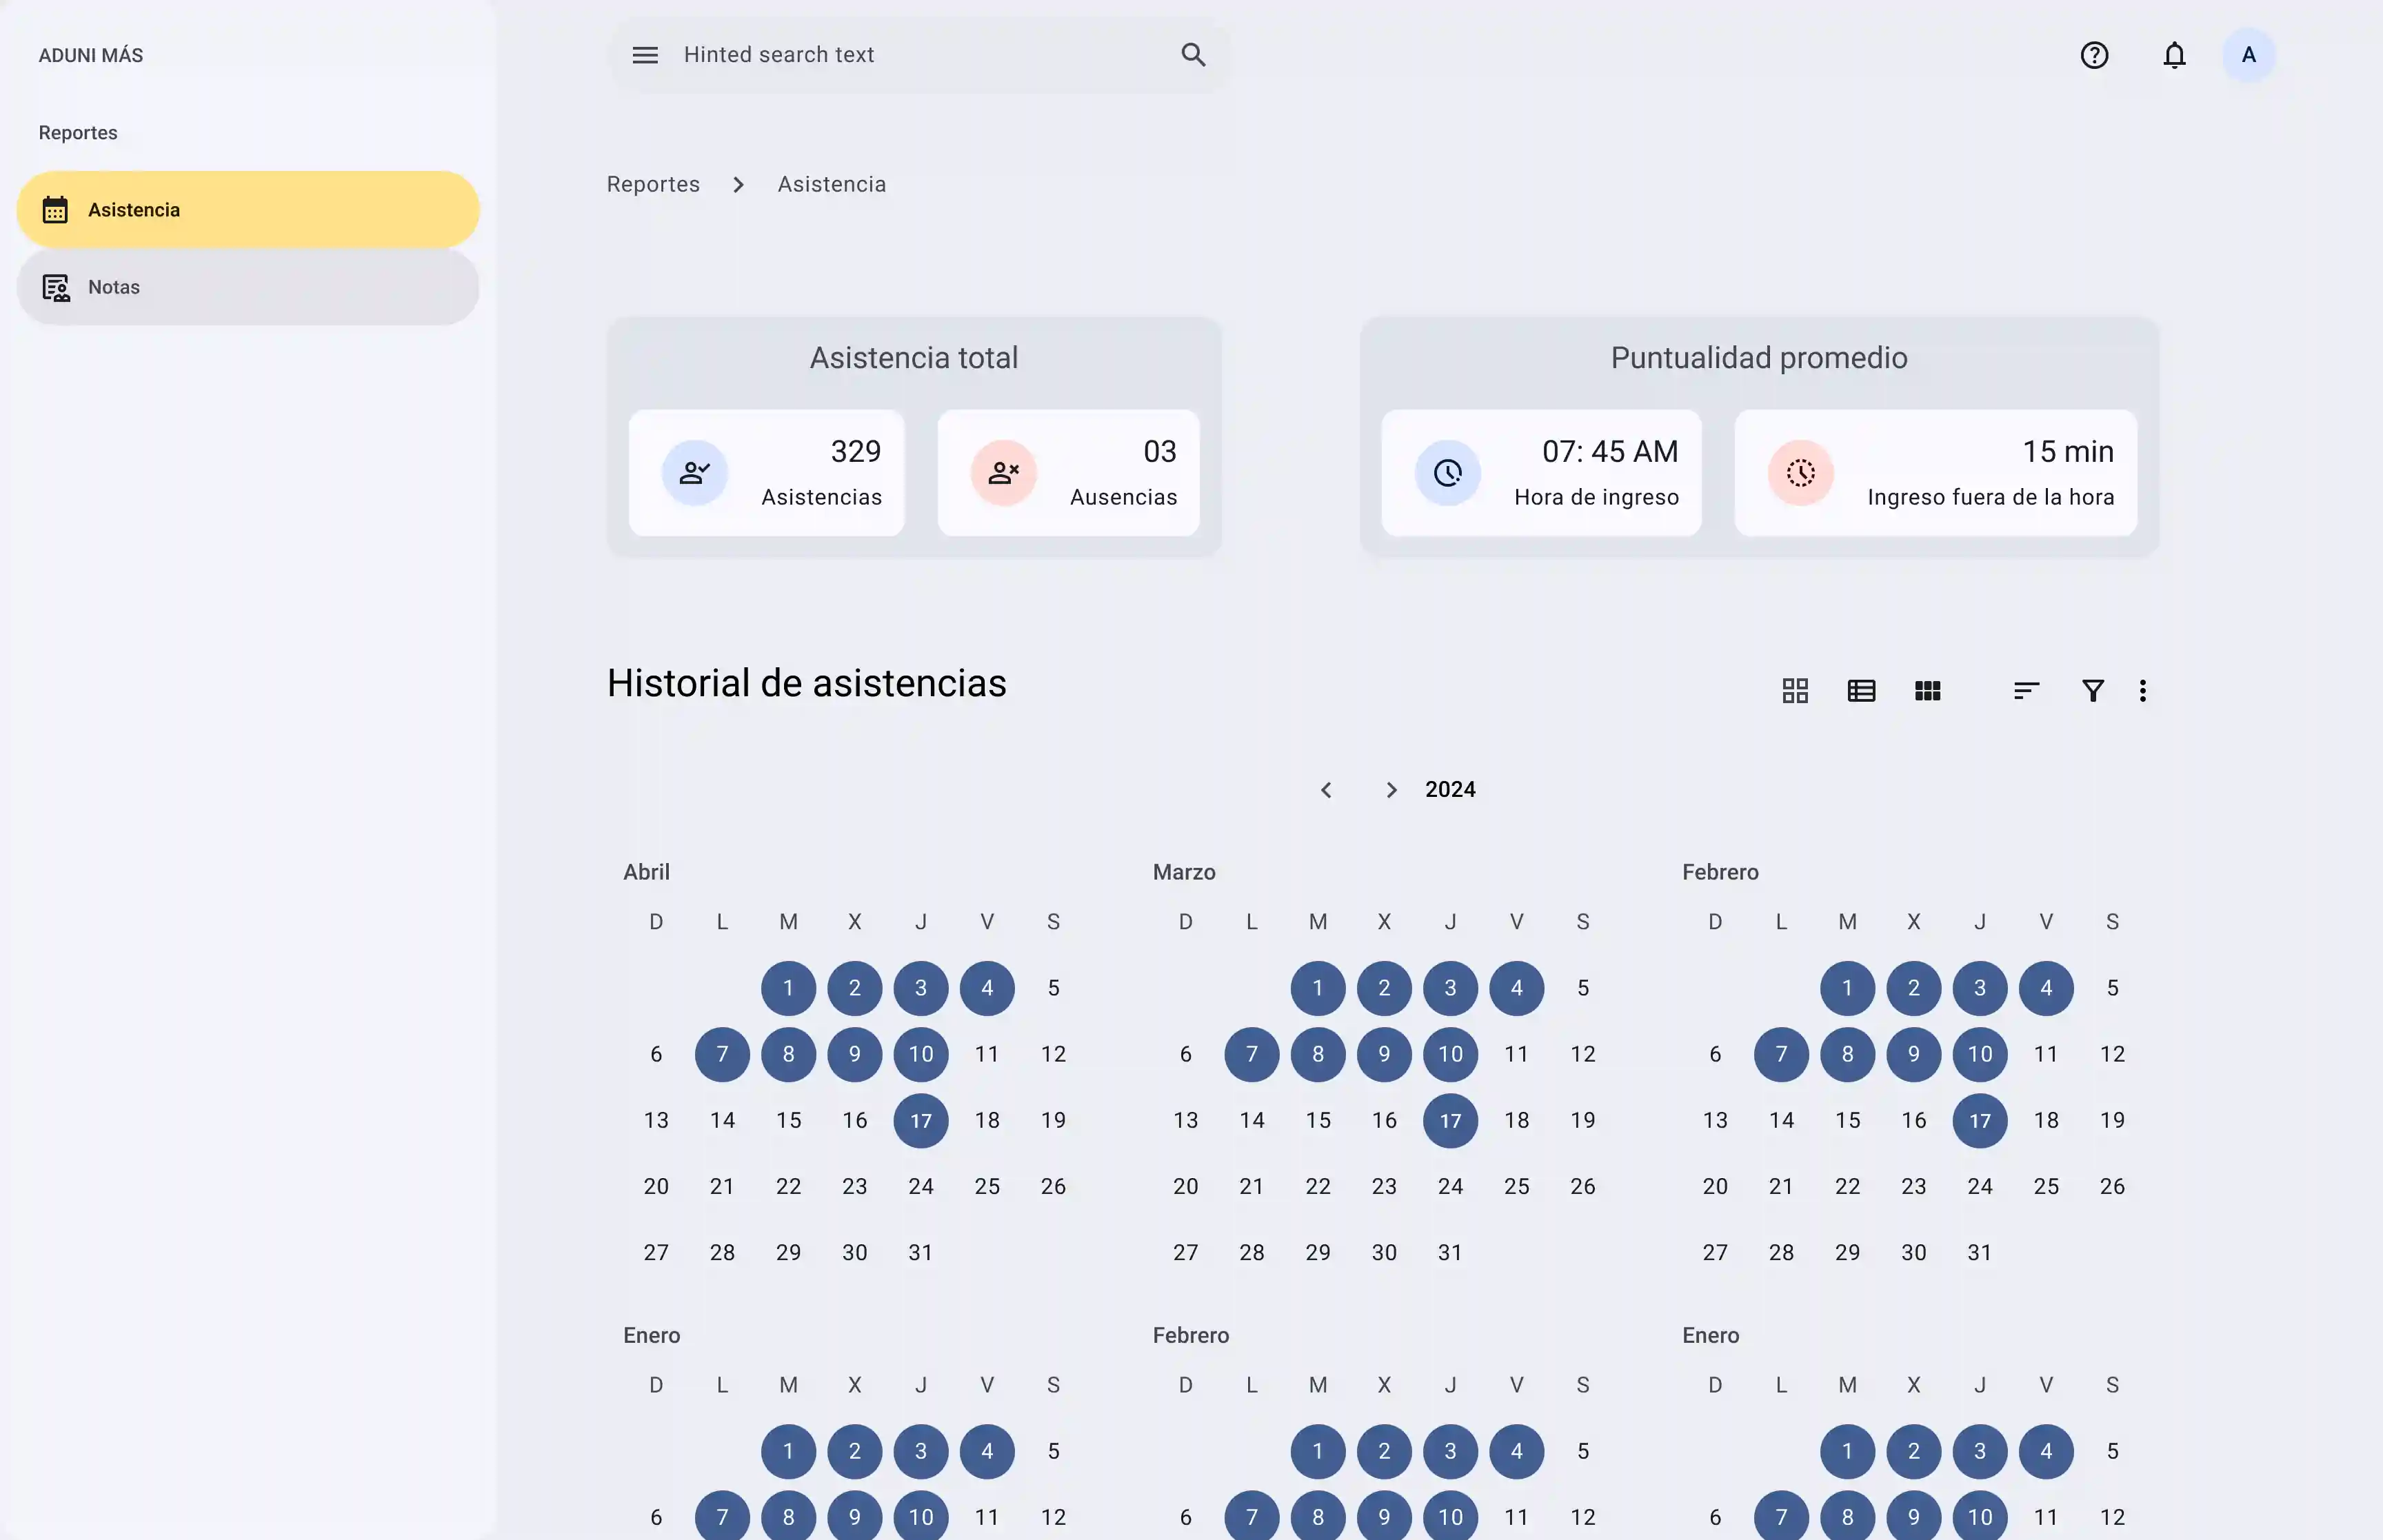 ADUNI MÁS
Reportes
Asistencia
Notas
Hinted search text
A
Reportes > Asistencia
Asistencia total
329
Asistencias
03
Ausencias
Puntualidad promedio
07: 45 AM
Hora de ingreso
15 min
Ingreso fuera de la hora
Historial de asistencias
2024
Abril
D L M X J V S
1 2 3 4 5
6 7 8 9 10 11 12
13 14 15 16 17 18 19
20 21 22 23 24 25 26
27 28 29 30 31
Marzo
D L M X J V S
1 2 3 4 5
6 7 8 9 10 11 12
13 14 15 16 17 18 19
20 21 22 23 24 25 26
27 28 29 30 31
Febrero
D L M X J V S
1 2 3 4 5
6 7 8 9 10 11 12
13 14 15 16 17 18 19
20 21 22 23 24 25 26
27 28 29 30 31
Enero
D L M X J V S
1 2 3 4 5
6 7 8 9 10 11 12
Febrero
D L M X J V S
1 2 3 4 5
6 7 8 9 10 11 12
Enero
D L M X J V S
1 2 3 4 5
6 7 8 9 10 11 12